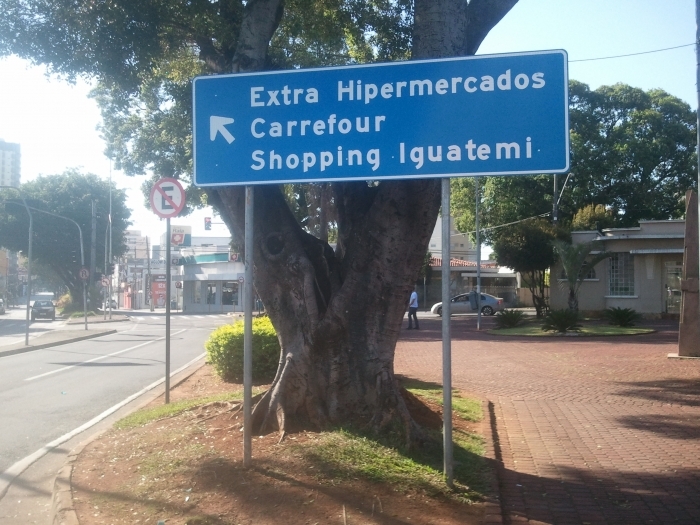 Extra Hipermercados
Carrefour
Shopping Iguatemi
E